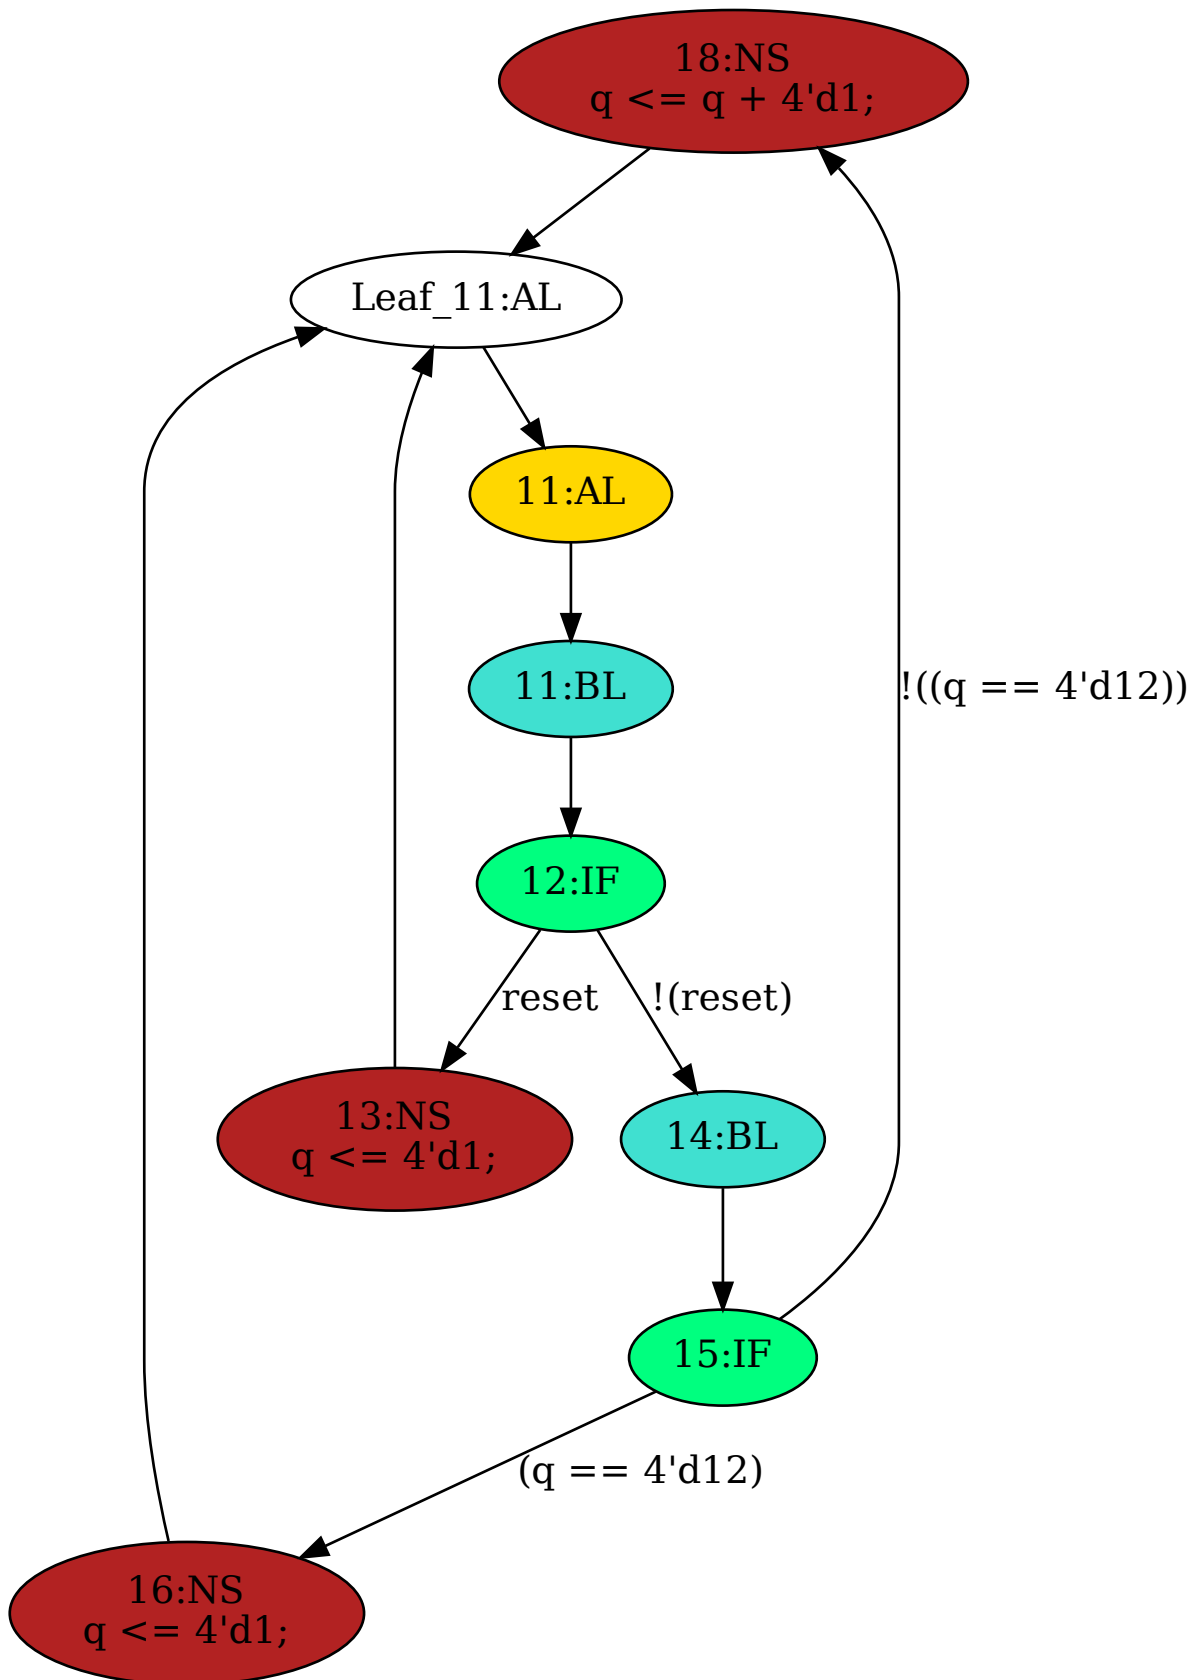 18:NS
q <= q + 4'd1;
Leaf_11:AL
11:AL
11:BL
!((q == 4'd12))
12:IF
reset
!(reset)
13:NS
q <= 4'd1;
14:BL
15:IF
(q == 4'd12)
16:NS
q <= 4'd1;